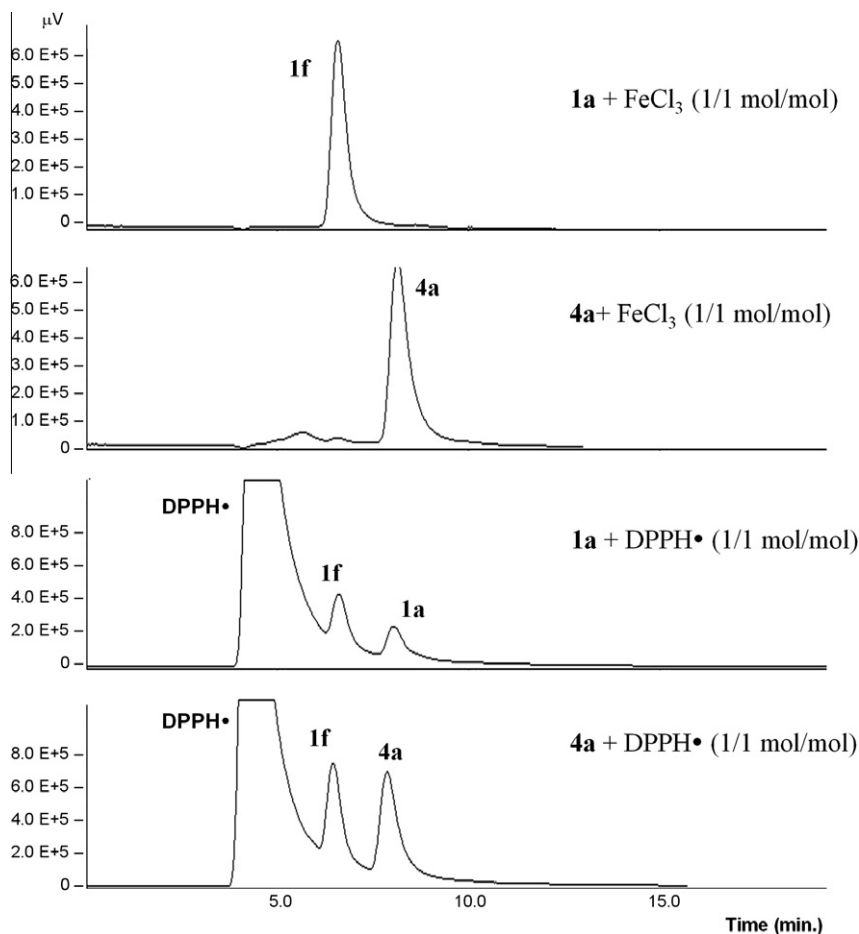 μV
6.0 E+5
5.0 E+5
4.0 E+5
3.0 E+5
2.0 E+5
1.0 E+5
0
1f
1a + FeCl₃ (1/1 mol/mol)
6.0 E+5
5.0 E+5
4.0 E+5
3.0 E+5
2.0 E+5
1.0 E+5
0
4a
4a+ FeCl₃ (1/1 mol/mol)
8.0 E+5
6.0 E+5
4.0 E+5
2.0 E+5
0
DPPH•
1f
1a
1a + DPPH• (1/1 mol/mol)
8.0 E+5
6.0 E+5
4.0 E+5
2.0 E+5
0
DPPH•
1f
4a
4a + DPPH• (1/1 mol/mol)
5.0 10.0 15.0
Time (min.)